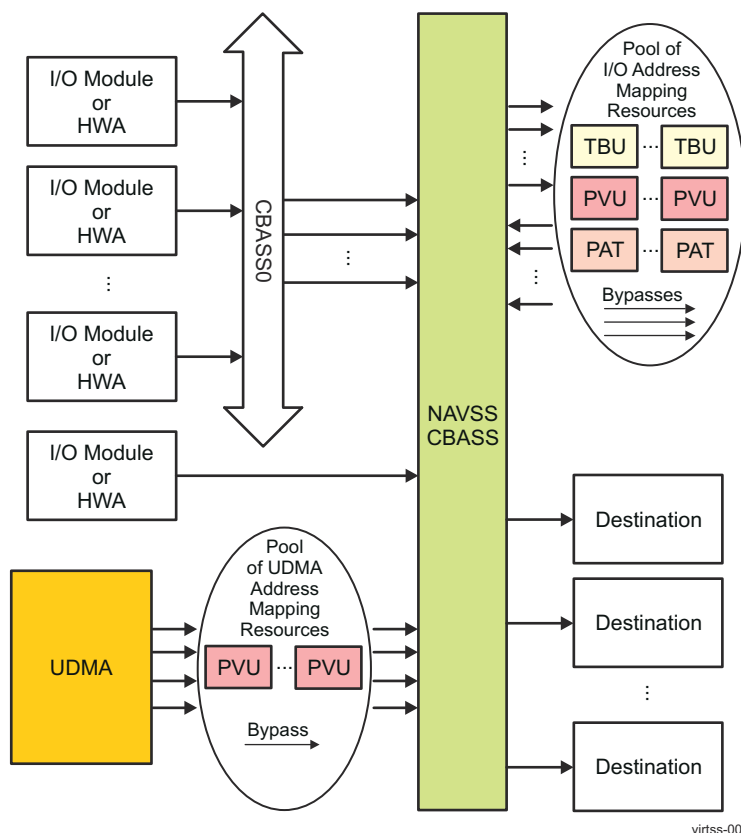 I/O Module
or
HWA
I/O Module
or
HWA
...
I/O Module
or
HWA
I/O Module
or
HWA
CBASS0
...
NAVSS
CBASS
Pool of
I/O Address
Mapping
Resources
TBU ... TBU
PVU ... PVU
PAT ... PAT
Bypasses
...
...
Pool
of UDMA
Address
Mapping
Resources
PVU ... PVU
Bypass
UDMA
Destination
Destination
...
Destination
virtss-00